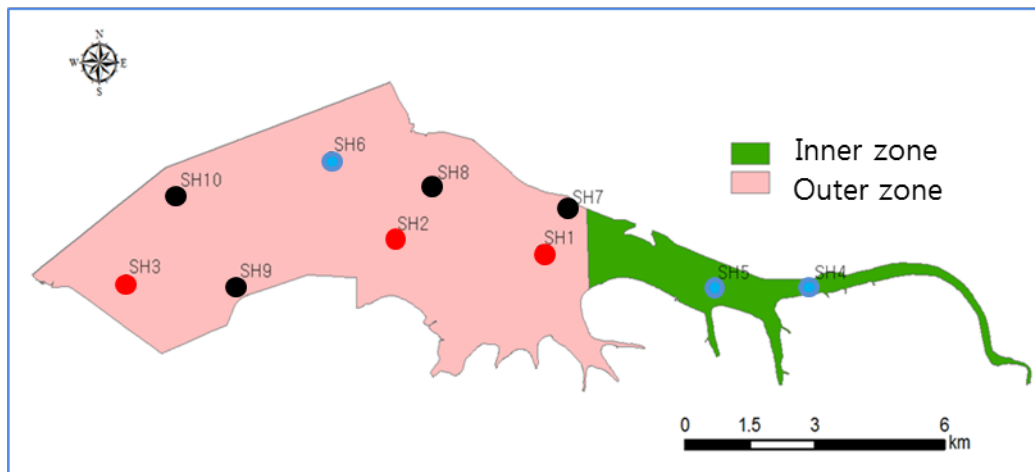 N
W E
S
SH6
SH10
SH8
SH7
SH2
SH1
SH3
SH9
SH5
SH4
Inner zone
Outer zone
0 1.5 3 6
km